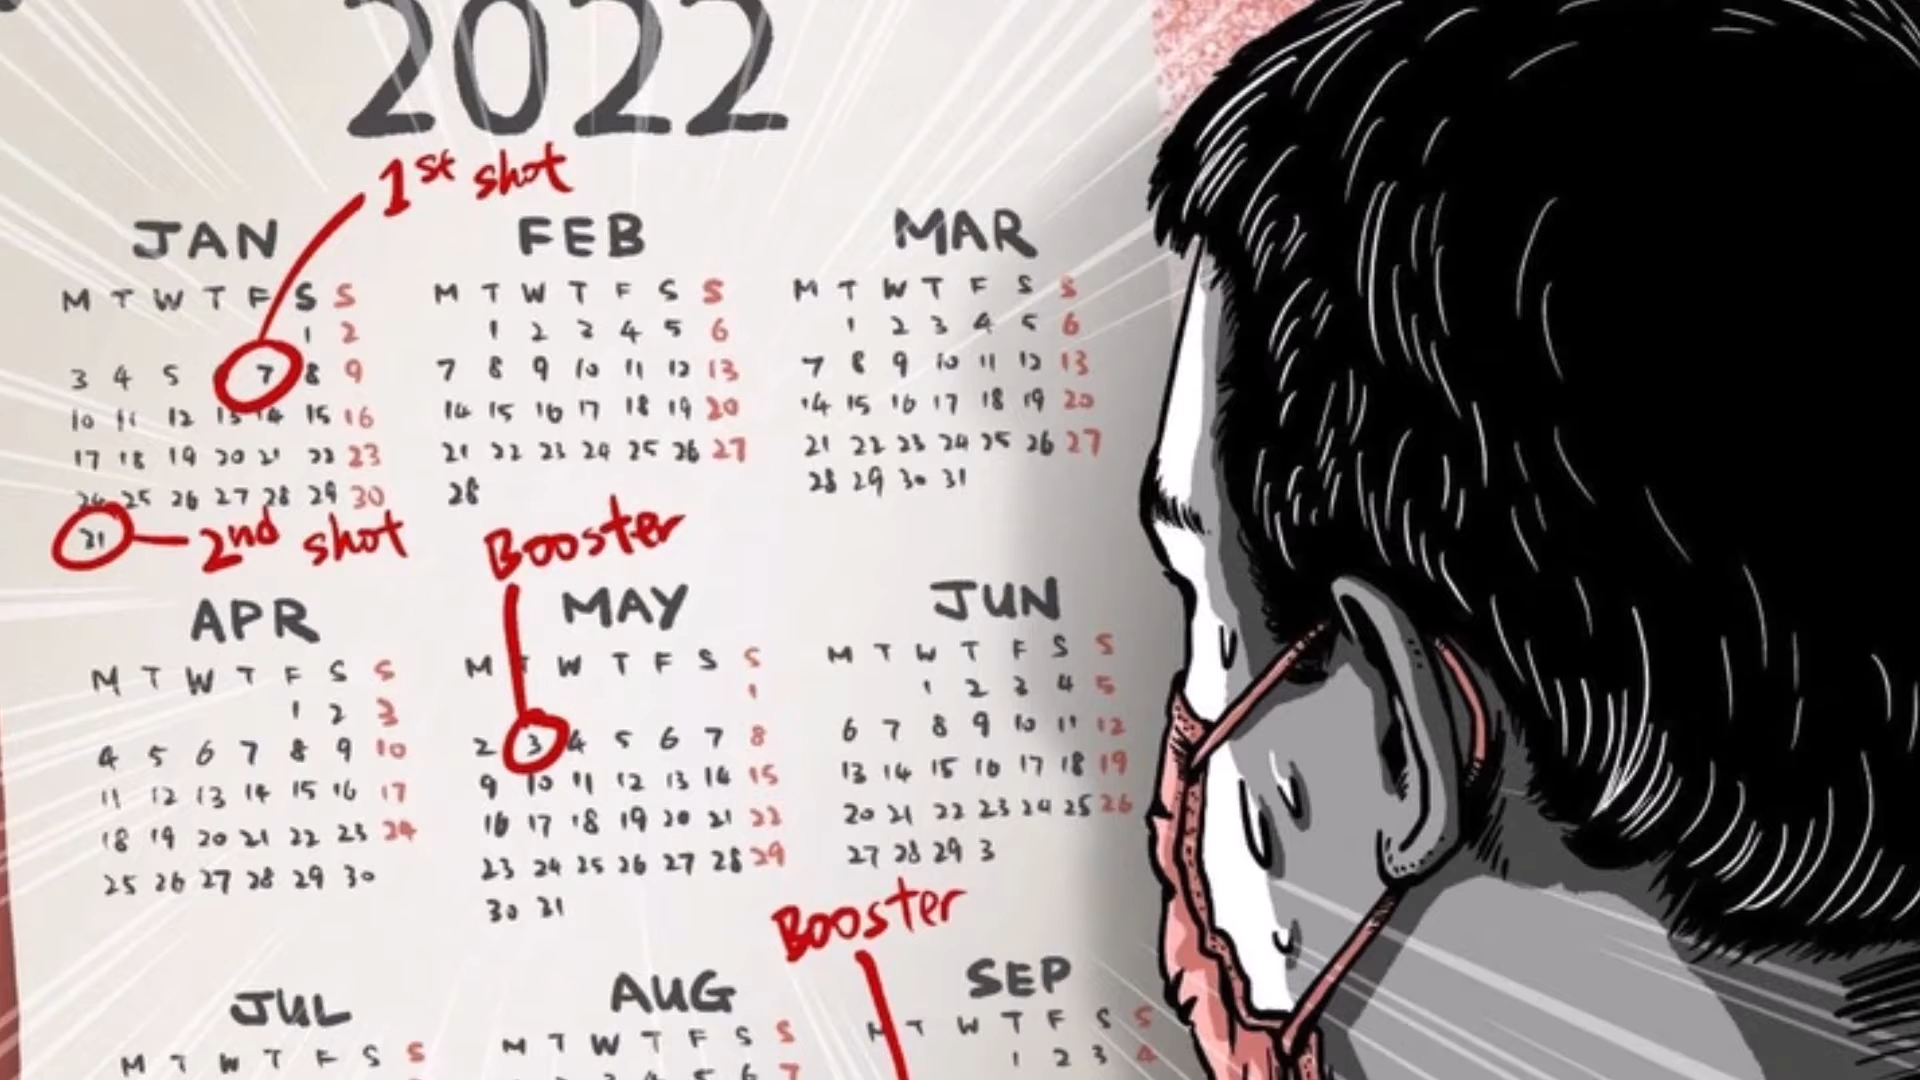 2022
1st shot
JAN FEB MAR
M T W T F S S M T W T F S S M T W T F S S
1 2 1 2 3 4 5 6 1 2 3 4 5 6
3 4 5 7 8 9 7 8 9 10 11 12 13 7 8 9 10 11 12 13
10 11 12 13 14 15 16 14 15 16 17 18 19 20 14 15 16 17 18 19 20
17 18 19 20 21 22 23 21 22 23 24 25 26 27 21 22 23 24 25 26 27
24 25 26 27 28 29 30 28 28 29 30 31
31 2nd shot Booster
APR MAY JUN
M T W T F S S M T W T F S S M T W T F S S
1 2 3 1 1 2 3 4 5
4 5 6 7 8 9 10 2 3 4 5 6 7 8 6 7 8 9 10 11 12
11 12 13 14 15 16 17 9 10 11 12 13 14 15 13 14 15 16 17 18 19
18 19 20 21 22 23 24 16 17 18 19 20 21 22 20 21 22 23 24 25 26
25 26 27 28 29 30 23 24 25 26 27 28 29 27 28 29 3
30 31
Booster
JUL AUG SEP
M T W T F S S M T W T F S S M T W T F S S
1 2 3 4